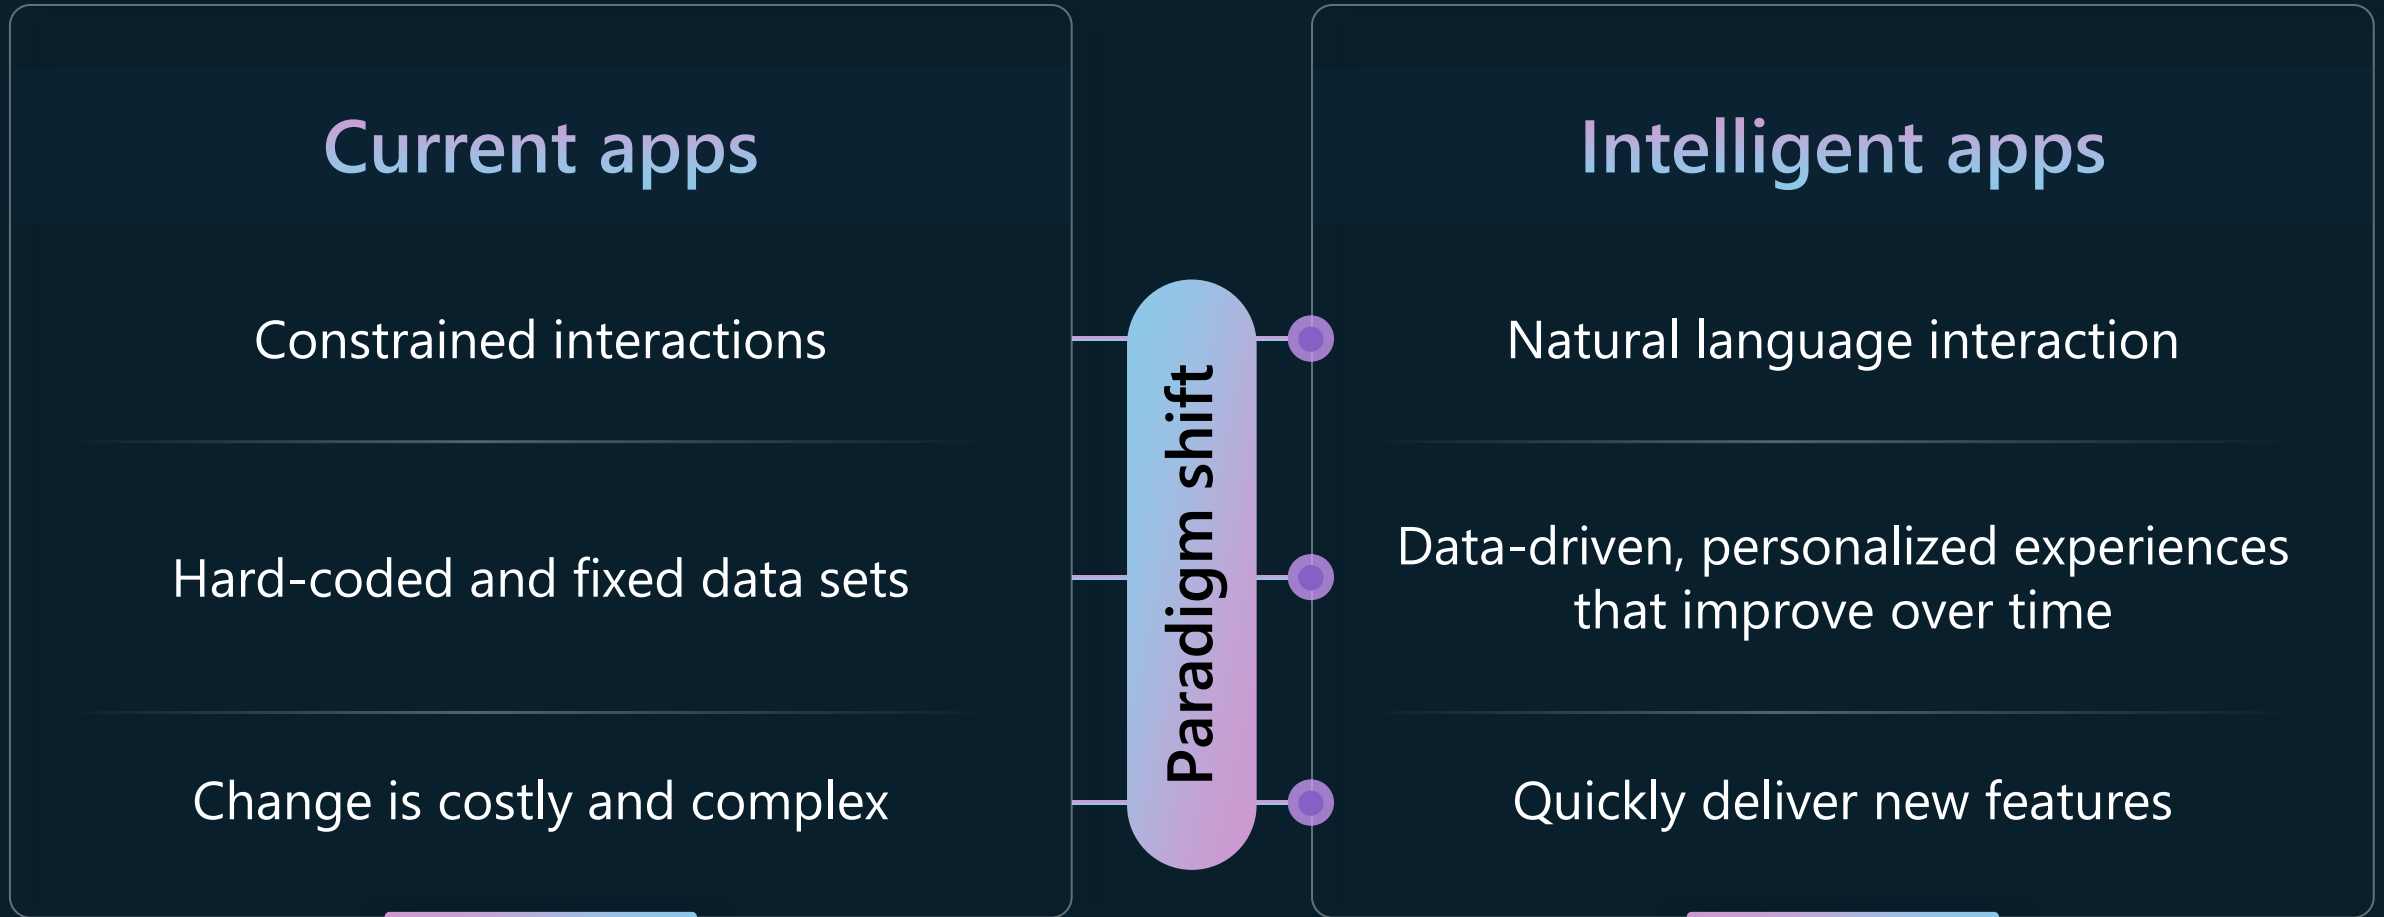 Current apps
Constrained interactions
Hard-coded and fixed data sets
Change is costly and complex
Paradigm shift
Intelligent apps
Natural language interaction
Data-driven, personalized experiences
that improve over time
Quickly deliver new features